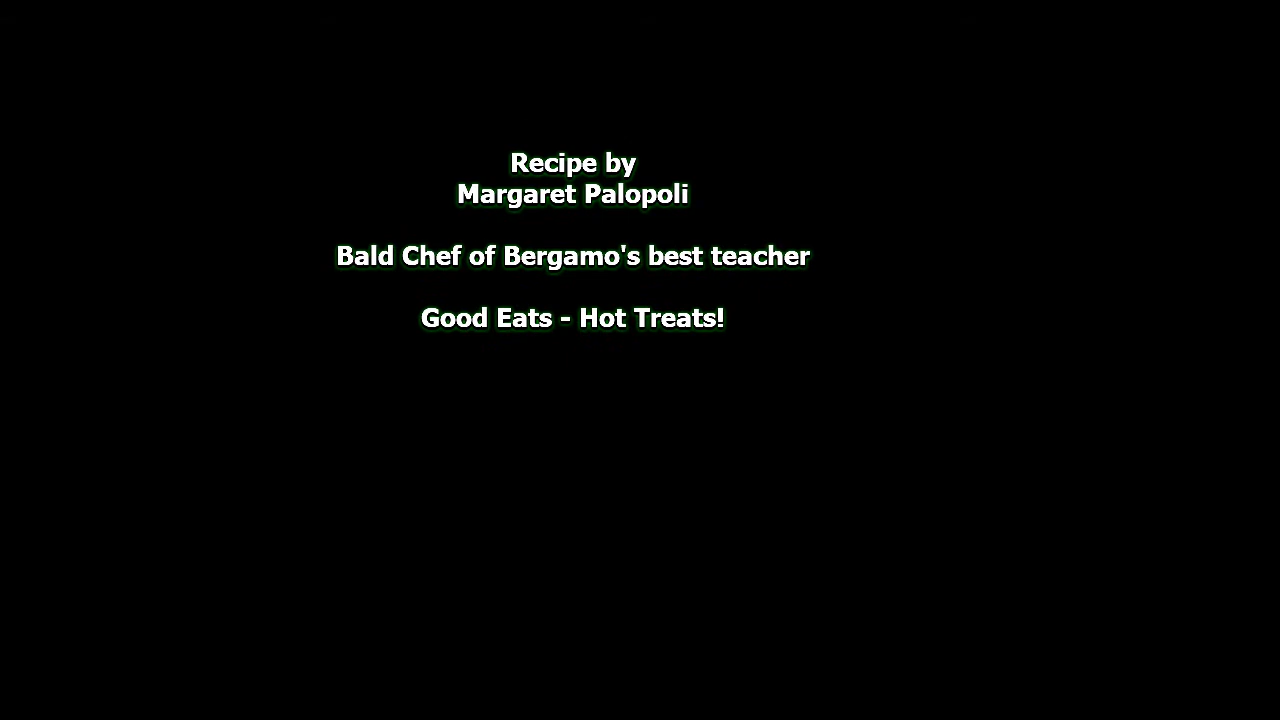 Recipe by
Margaret Palopoli
Bald Chef of Bergamo's best teacher
Good Eats - Hot Treats!